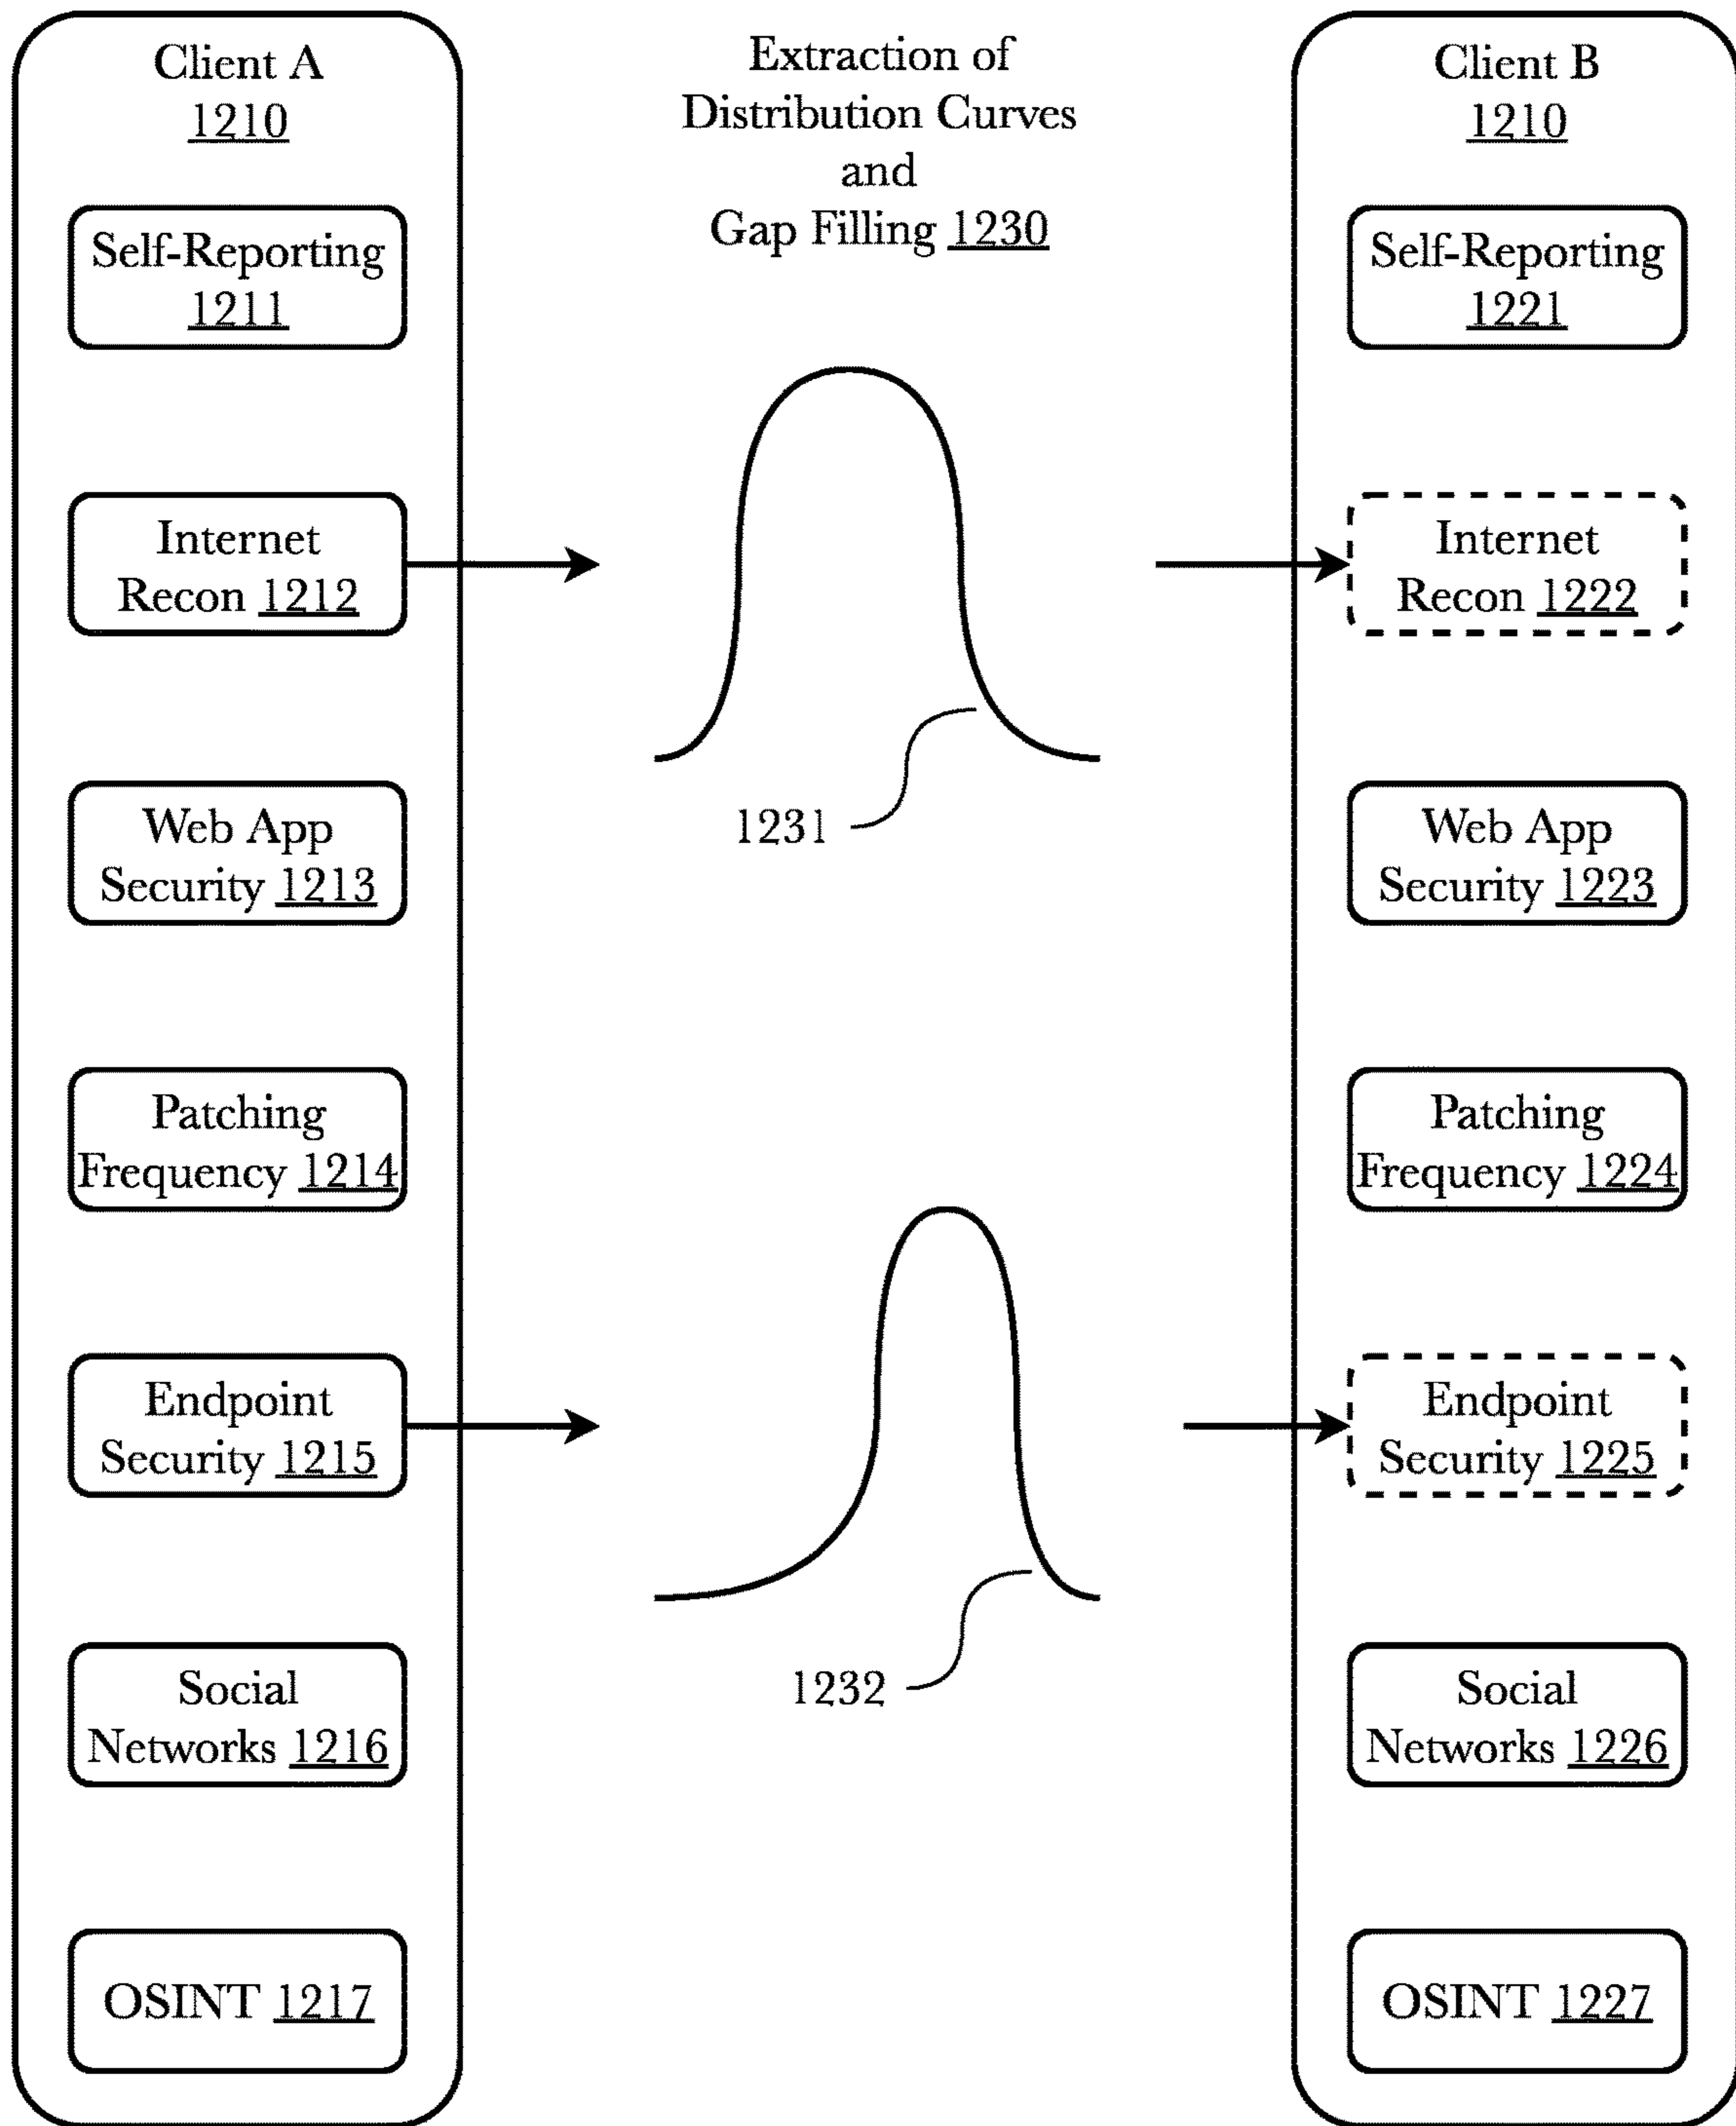 Client A
1210
Self-Reporting
1211
Internet
Recon 1212
Web App
Security 1213
Patching
Frequency 1214
Endpoint
Security 1215
Social
Networks 1216
OSINT 1217
Extraction of
Distribution Curves
and
Gap Filling 1230
1231
1232
Client B
1210
Self-Reporting
1221
Internet
Recon 1222
Web App
Security 1223
Patching
Frequency 1224
Endpoint
Security 1225
Social
Networks 1226
OSINT 1227